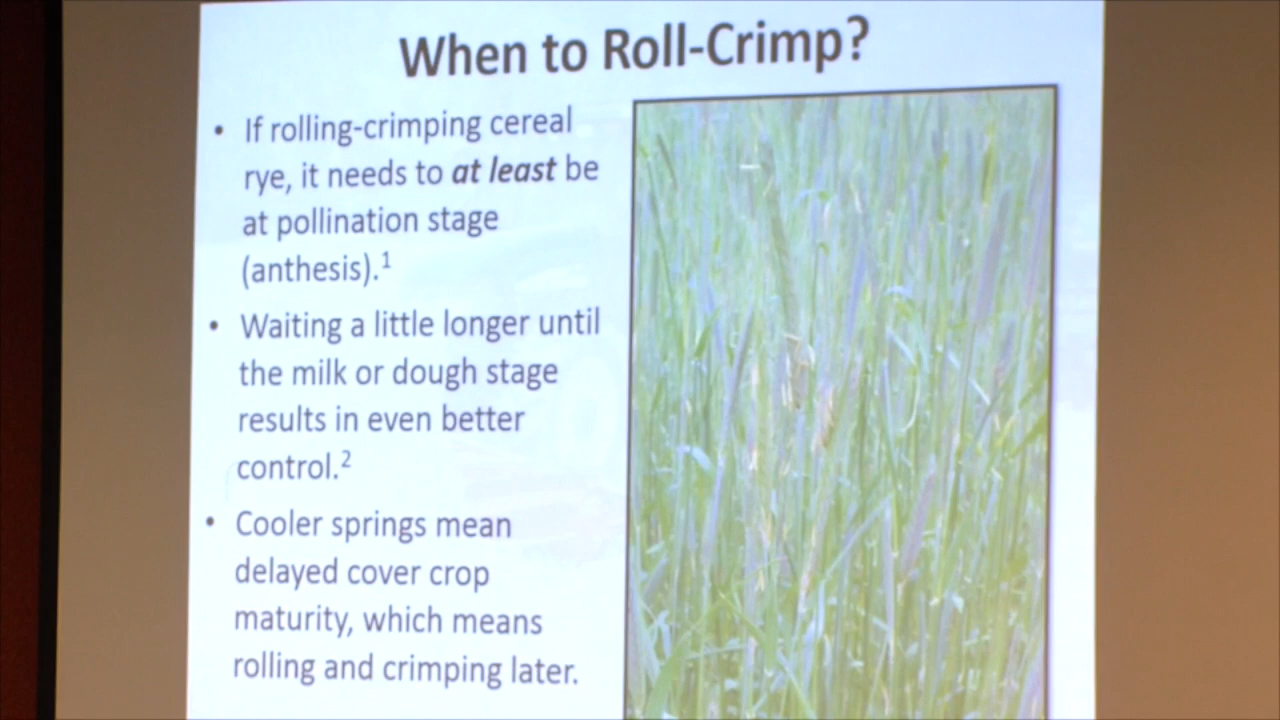 When to Roll-Crimp?
• If rolling-crimping cereal
rye, it needs to at least be
at pollination stage
(anthesis).1
• Waiting a little longer until
the milk or dough stage
results in even better
control.2
• Cooler springs mean
delayed cover crop
maturity, which means
rolling and crimping later.